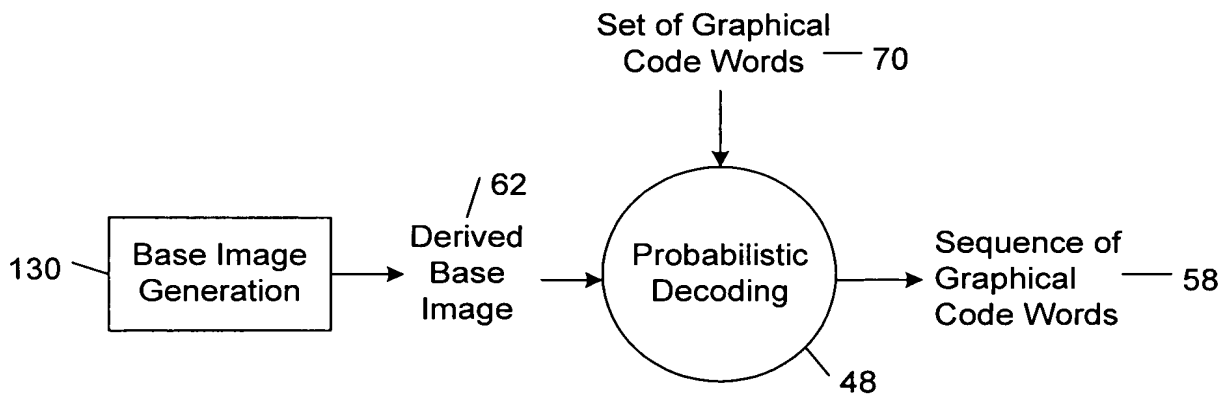 Set of Graphical
Code Words
70
62
130
Base Image
Generation
Derived
Base
Image
Probabilistic
Decoding
Sequence of
Graphical
Code Words
58
48